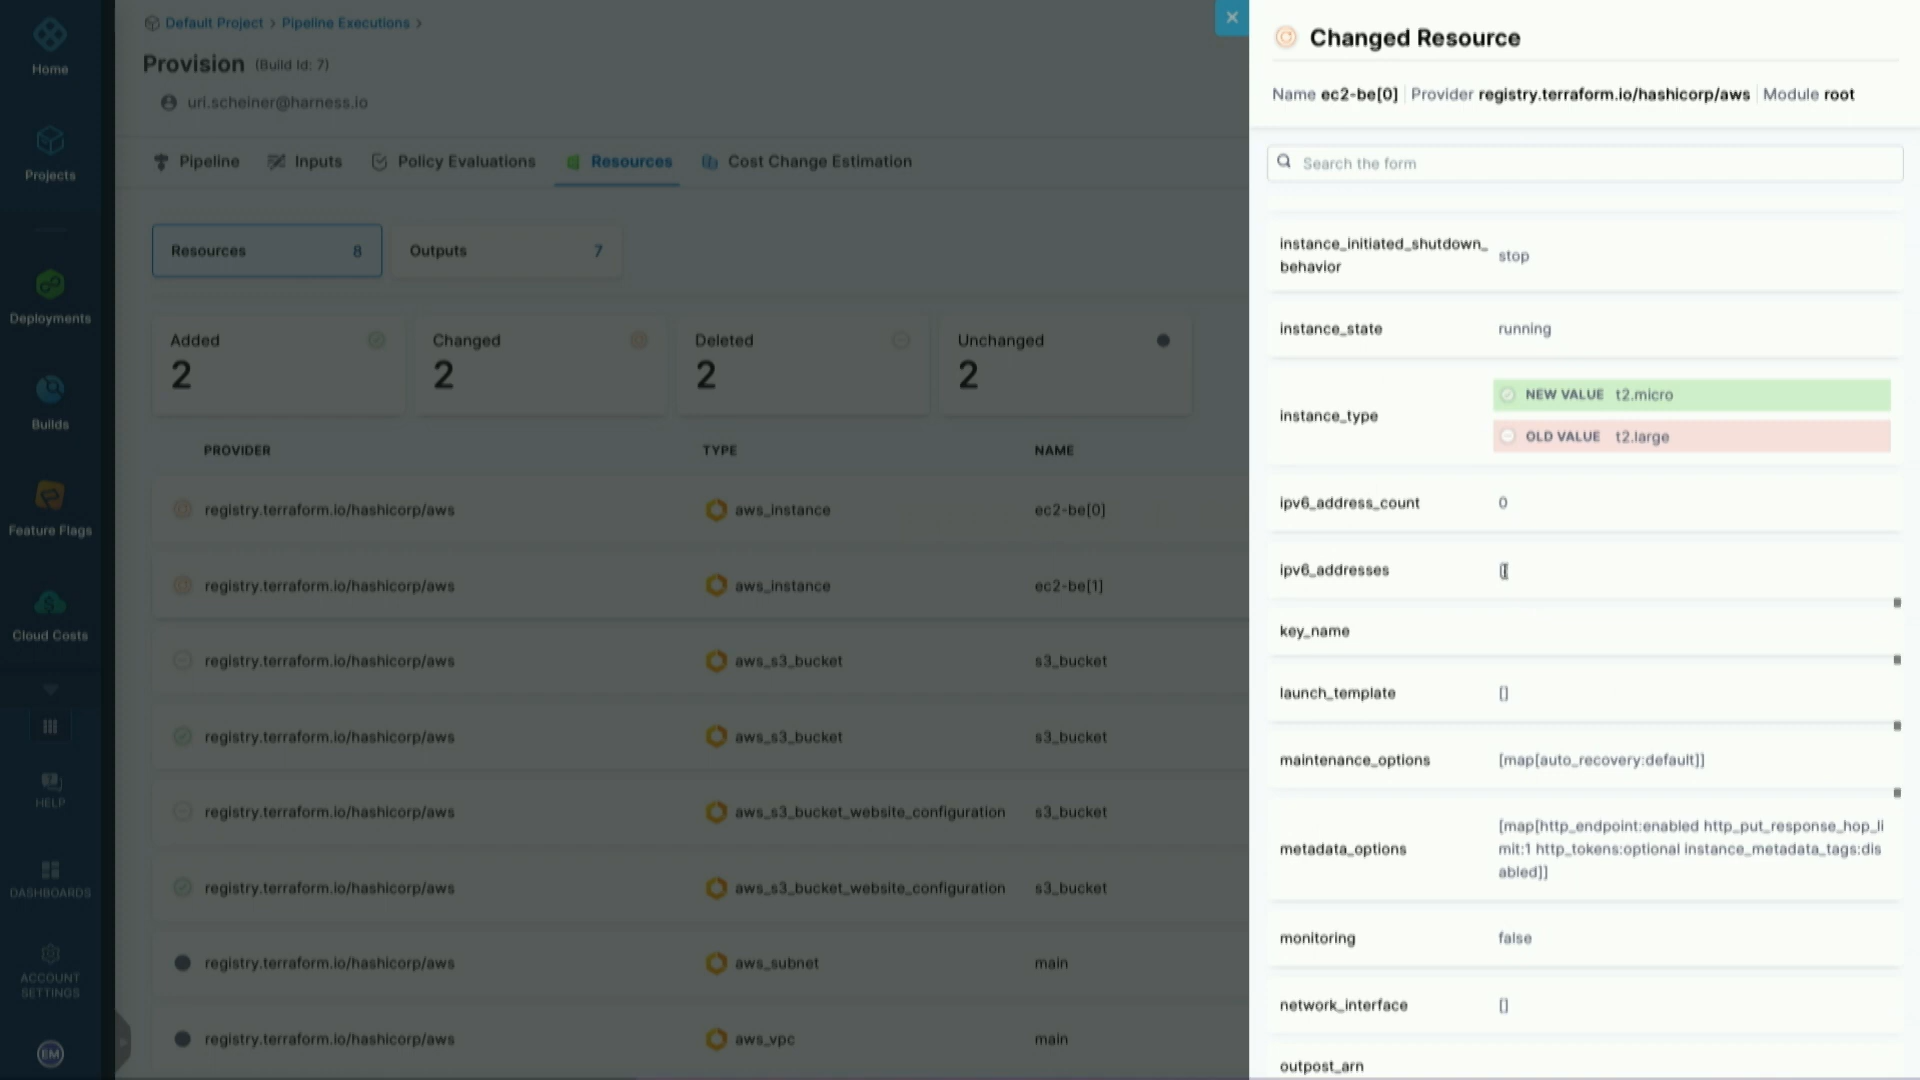 Home
Projects
Deployments
Builds
Feature Flags
Cloud Costs
HELP
DASHBOARDS
ACCOUNT
SETTINGS
EM
Default Project > Pipeline Executions >
Provision (Build Id: 7)
uri.scheiner@harness.io
Pipeline Inputs Policy Evaluations Resources Cost Change Estimation
Resources 8 Outputs 7
Added Changed Deleted Unchanged
2 2 2 2
PROVIDER TYPE NAME
registry.terraform.io/hashicorp/aws aws_instance ec2-be[0]
registry.terraform.io/hashicorp/aws aws_instance ec2-be[1]
registry.terraform.io/hashicorp/aws aws_s3_bucket s3_bucket
registry.terraform.io/hashicorp/aws aws_s3_bucket s3_bucket
registry.terraform.io/hashicorp/aws aws_s3_bucket_website_configuration s3_bucket
registry.terraform.io/hashicorp/aws aws_s3_bucket_website_configuration s3_bucket
registry.terraform.io/hashicorp/aws aws_subnet main
registry.terraform.io/hashicorp/aws aws_vpc main
Changed Resource
Name ec2-be[0] | Provider registry.terraform.io/hashicorp/aws | Module root
Search the form
instance_initiated_shutdown_
behavior stop
instance_state running
instance_type
NEW VALUE t2.micro
OLD VALUE t2.large
ipv6_address_count 0
ipv6_addresses []
key_name
launch_template []
maintenance_options [map[auto_recovery:default]]
metadata_options
[map[http_endpoint:enabled http_put_response_hop_li
mit:1 http_tokens:optional instance_metadata_tags:dis
abled]]
monitoring false
network_interface []
outpost_arn